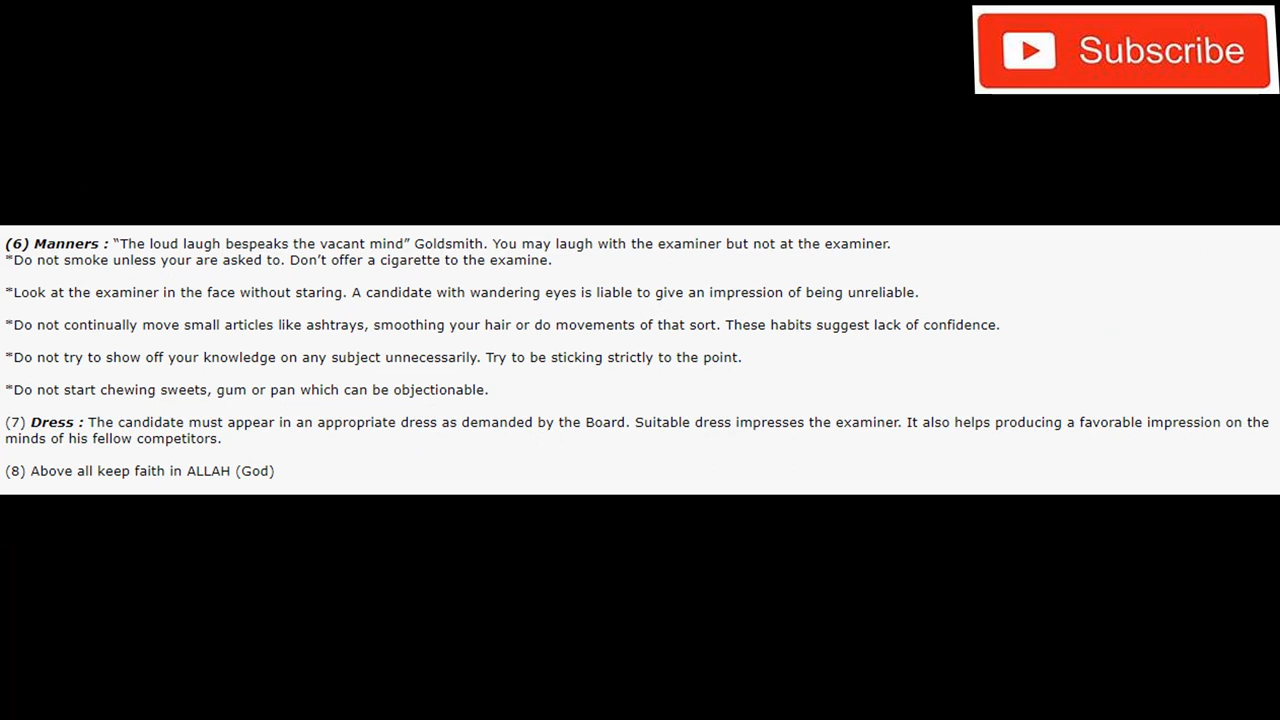 Subscribe
(6) Manners : “The loud laugh bespeaks the vacant mind” Goldsmith. You may laugh with the examiner but not at the examiner.
*Do not smoke unless your are asked to. Don’t offer a cigarette to the examine.
*Look at the examiner in the face without staring. A candidate with wandering eyes is liable to give an impression of being unreliable.
*Do not continually move small articles like ashtrays, smoothing your hair or do movements of that sort. These habits suggest lack of confidence.
*Do not try to show off your knowledge on any subject unnecessarily. Try to be sticking strictly to the point.
*Do not start chewing sweets, gum or pan which can be objectionable.
(7) Dress : The candidate must appear in an appropriate dress as demanded by the Board. Suitable dress impresses the examiner. It also helps producing a favorable impression on the
minds of his fellow competitors.
(8) Above all keep faith in ALLAH (God)